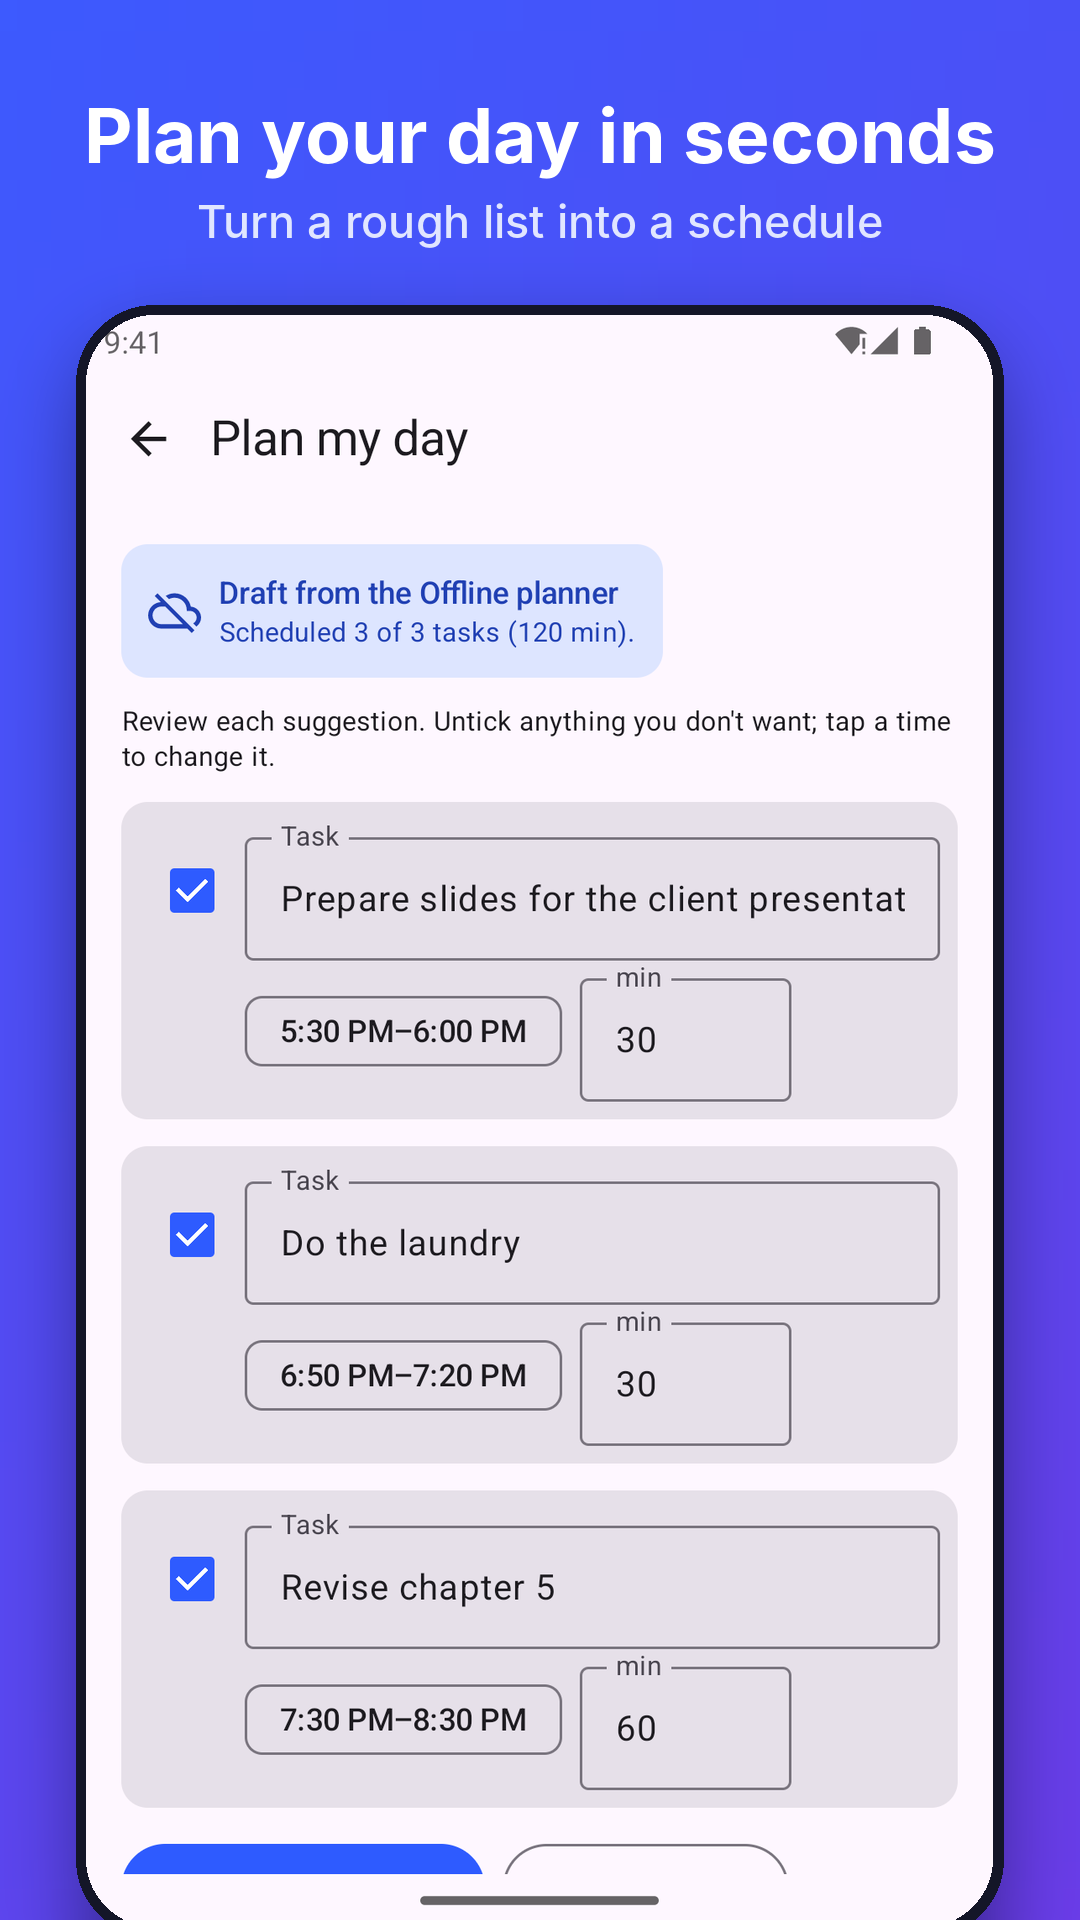 Plan your day in seconds
Turn a rough list into a schedule
9:41
Plan my day
Draft from the Offline planner
Scheduled 3 of 3 tasks (120 min).
Review each suggestion. Untick anything you don't want; tap a time
to change it.
Task
Prepare slides for the client presentat
min
5:30 PM–6:00 PM
30
Task
Do the laundry
min
6:50 PM–7:20 PM
30
Task
Revise chapter 5
min
7:30 PM–8:30 PM
60